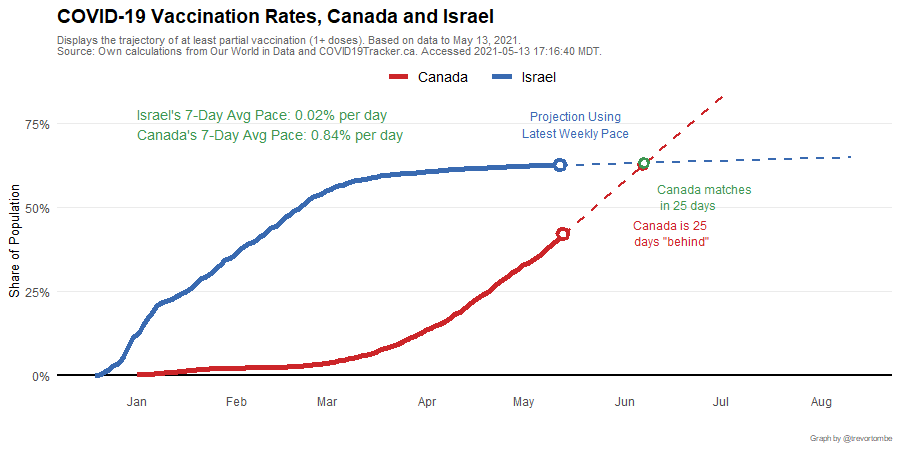 COVID-19 Vaccination Rates, Canada and Israel
Displays the trajectory of at least partial vaccination (1+ doses). Based on data to May 13, 2021.
Source: Own calculations from Our World in Data and COVID19Tracker.ca. Accessed 2021-05-13 17:16:40 MDT.
Canada Israel
Israel's 7-Day Avg Pace: 0.02% per day
Canada's 7-Day Avg Pace: 0.84% per day
Projection Using
Latest Weekly Pace
Canada matches
in 25 days
Canada is 25
days "behind"
Share of Population
75%
50%
25%
0%
Jan Feb Mar Apr May Jun Jul Aug
Graph by @trevortombe